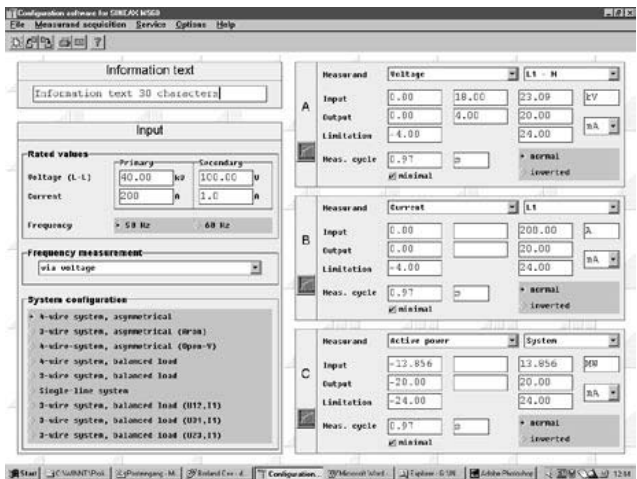 Configuration software for SINEAX M560
File Measurand acquisition Service Options Help
Information text
Information text 30 characters
Input
Rated values
Primary Secondary
Voltage (L-L) 40.00 kV 100.00 V
Current 200 A 1.0 A
Frequency 50 Hz 60 Hz
Frequency measurement
via voltage
System configuration
4-wire system, asymmetrical
3-wire system, asymmetrical (Aron)
4-wire-system, asymmetrical (Open-Y)
4-wire system, balanced load
3-wire system, balanced load
Single-line system
3-wire system, balanced load (U12,I1)
3-wire system, balanced load (U31,I1)
3-wire system, balanced load (U23,I1)
A
Measurand Voltage L1 - N
Input 0.00 18.00 23.09 kV
Output 0.00 4.00 20.00 mA
Limitation -4.00 24.00
Meas. cycle 0.97 s normal
minimal inverted
B
Measurand Current L1
Input 0.00 200.00 A
Output 0.00 20.00 mA
Limitation -4.00 24.00
Meas. cycle 0.97 s normal
minimal inverted
C
Measurand Active power System
Input -13.856 13.856 MW
Output -20.00 20.00 mA
Limitation -24.00 24.00
Meas. cycle 0.97 s normal
minimal inverted
Start Posteingang - M. Configuration... Microsoft Word - Explorer - Adobe Photoshop 12:44